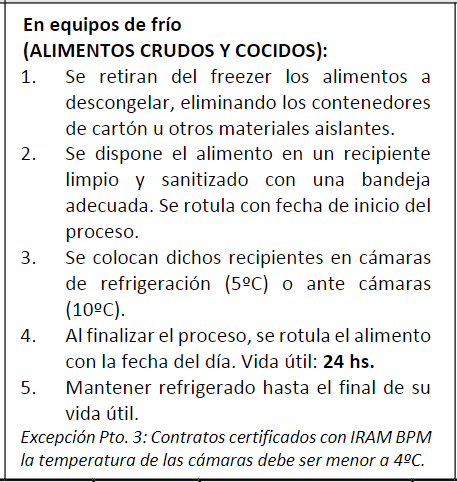 En equipos de frío
(ALIMENTOS CRUDOS Y COCIDOS):
1. Se retiran del freezer los alimentos a
descongelar, eliminando los contenedores
de cartón u otros materiales aislantes.
2. Se dispone el alimento en un recipiente
limpio y sanitizado con una bandeja
adecuada. Se rotula con fecha de inicio del
proceso.
3. Se colocan dichos recipientes en cámaras
de refrigeración (5ºC) o ante cámaras
(10ºC).
4. Al finalizar el proceso, se rotula el alimento
con la fecha del día. Vida útil: 24 hs.
5. Mantener refrigerado hasta el final de su
vida útil.
Excepción Pto. 3: Contratos certificados con IRAM BPM
la temperatura de las cámaras debe ser menor a 4ºC.